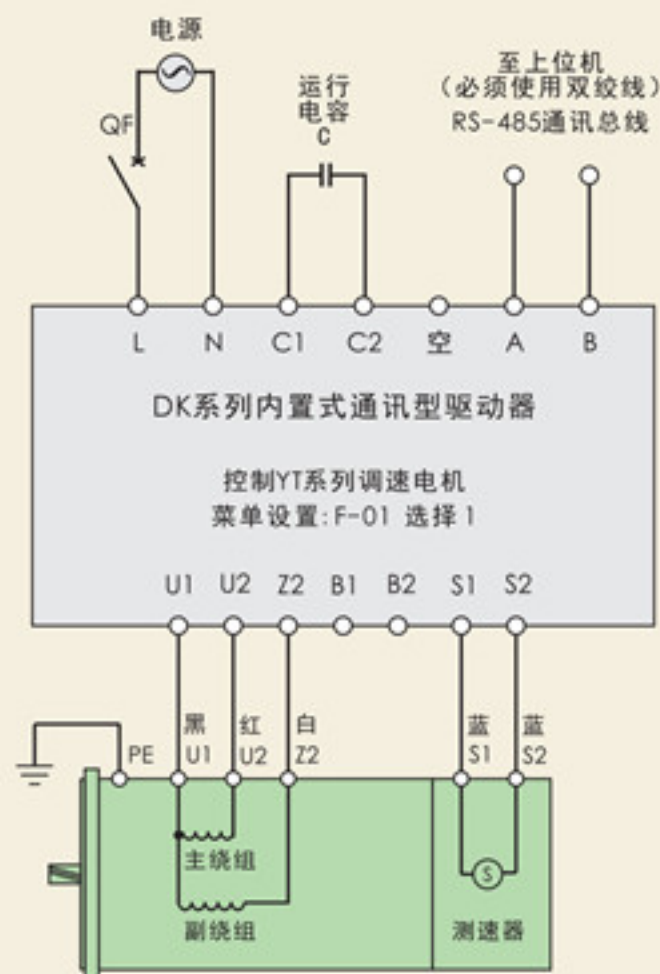 电源
QF
运行
电容
C
至上位机
（必须使用双绞线）
RS-485通讯总线
L N C1 C2 空 A B
DK系列内置式通讯型驱动器
控制YT系列调速电机
菜单设置:F-01 选择1
U1 U2 Z2 B1 B2 S1 S2
黑 红 白 蓝 蓝
PE U1 U2 Z2 S1 S2
主绕组
S
副绕组
测速器